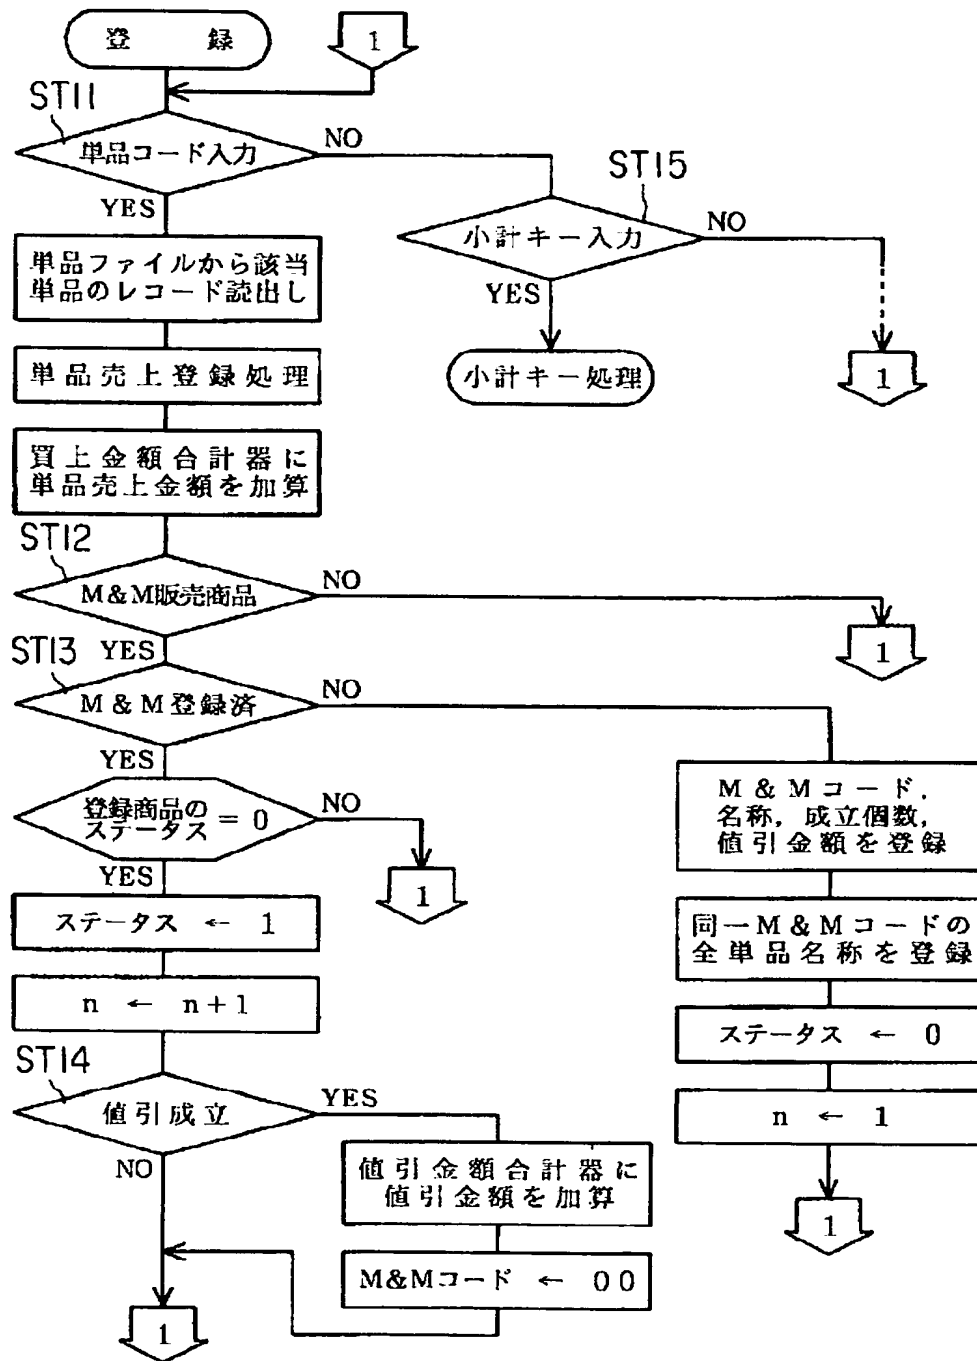 登 録
1
ST11
単品コード入力
NO
YES
ST15
小計キー入力
NO
YES
単品ファイルから該当
単品のレコード読出し
小計キー処理
1
単品売上登録処理
買上金額合計器に
単品売上金額を加算
ST12
M&M販売商品
NO
YES
1
ST13
M&M登録済
NO
YES
登録商品の
ステータス = 0
NO
YES
1
M&Mコード,
名称, 成立個数,
値引金額を登録
ステータス ← 1
同一M&Mコードの
全単品名称を登録
n ← n+1
ステータス ← 0
ST14
値引成立
YES
NO
n ← 1
値引金額合計器に
値引金額を加算
1
M&Mコード ← 00
1